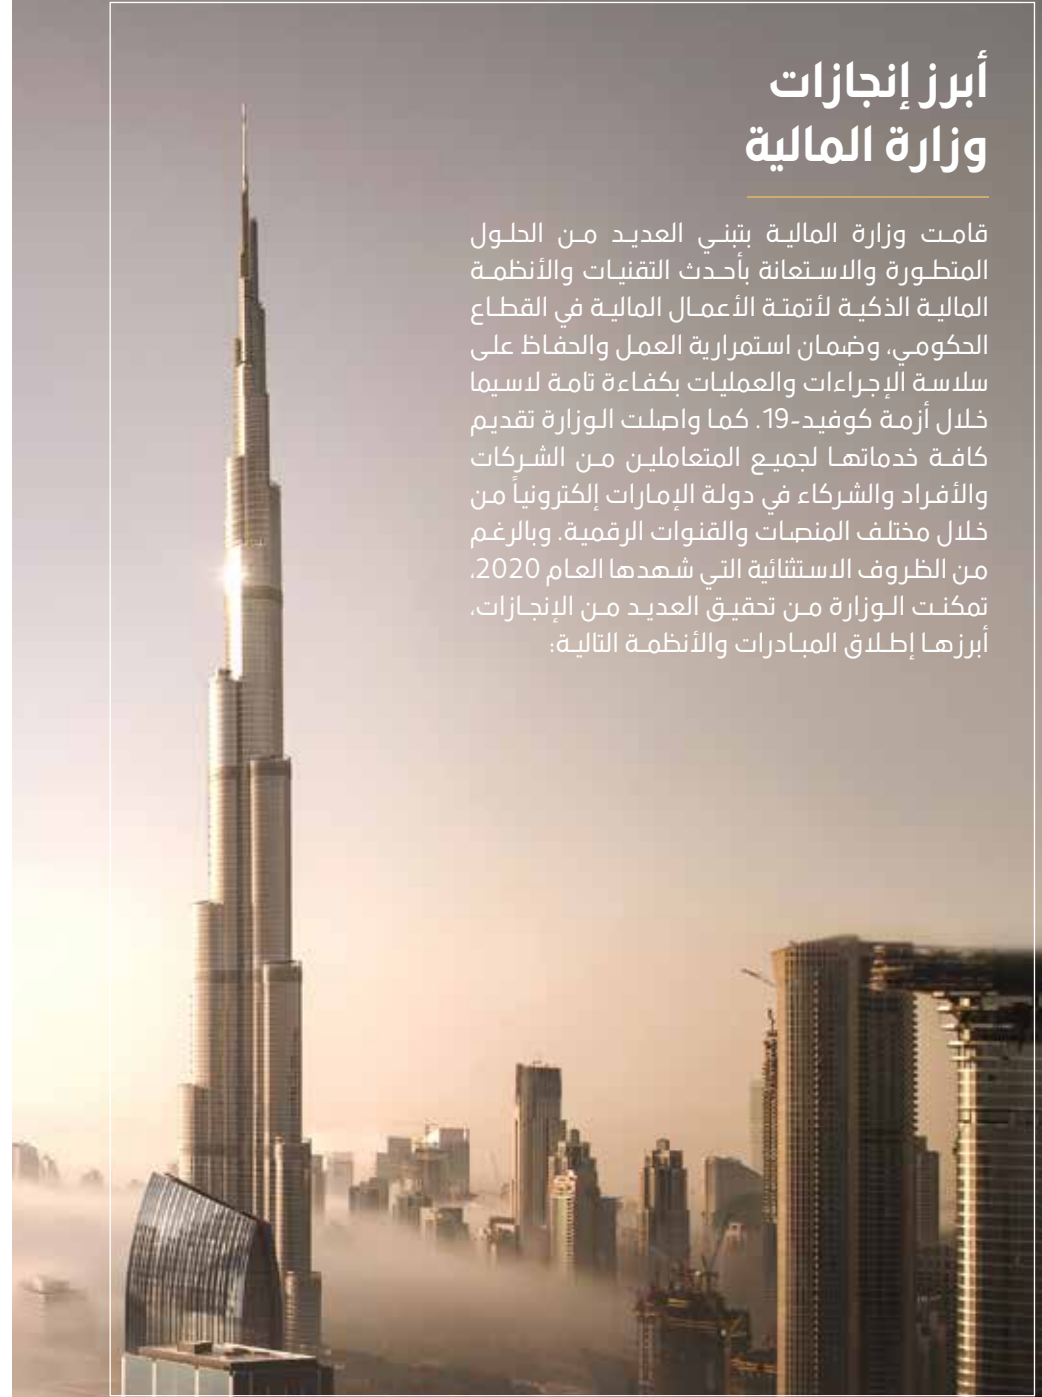 أبرز إنجازات
وزارة المالية
قامت وزارة المالية بتبني العديد من الحلول
المتطورة والاستعانة بأحدث التقنيات والأنظمة
المالية الذكية لأتمتة الأعمال المالية في القطاع
الحكومي، وضمان استمرارية العمل والحفاظ على
سلاسة الإجراءات والعمليات بكفاءة تامة لاسيما
خلال أزمة كوفيد-19. كما واصلت الوزارة تقديم
كافة خدماتها لجميع المتعاملين من الشركات
والأفراد والشركاء في دولة الإمارات إلكترونياً من
خلال مختلف المنصات والقنوات الرقمية. وبالرغم
من الظروف الاستثنائية التي شهدها العام 2020،
تمكنت الوزارة من تحقيق العديد من الإنجازات،
أبرزها إطلاق المبادرات والأنظمة التالية: